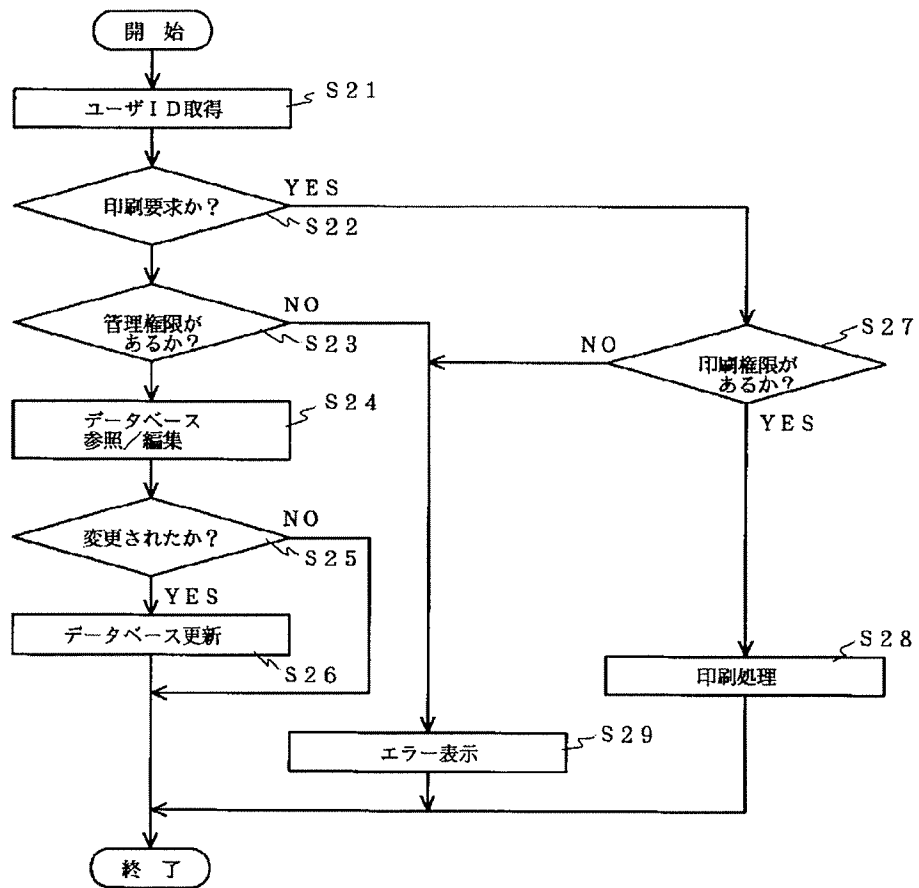 開 始
ユーザID取得
S21
印刷要求か?
YES
S22
管理権限が
あるか?
NO
S23
印刷権限が
あるか?
S27
NO
YES
データベース
参照/編集
S24
変更されたか?
NO
S25
YES
データベース更新
S26
印刷処理
S28
エラー表示
S29
終 了